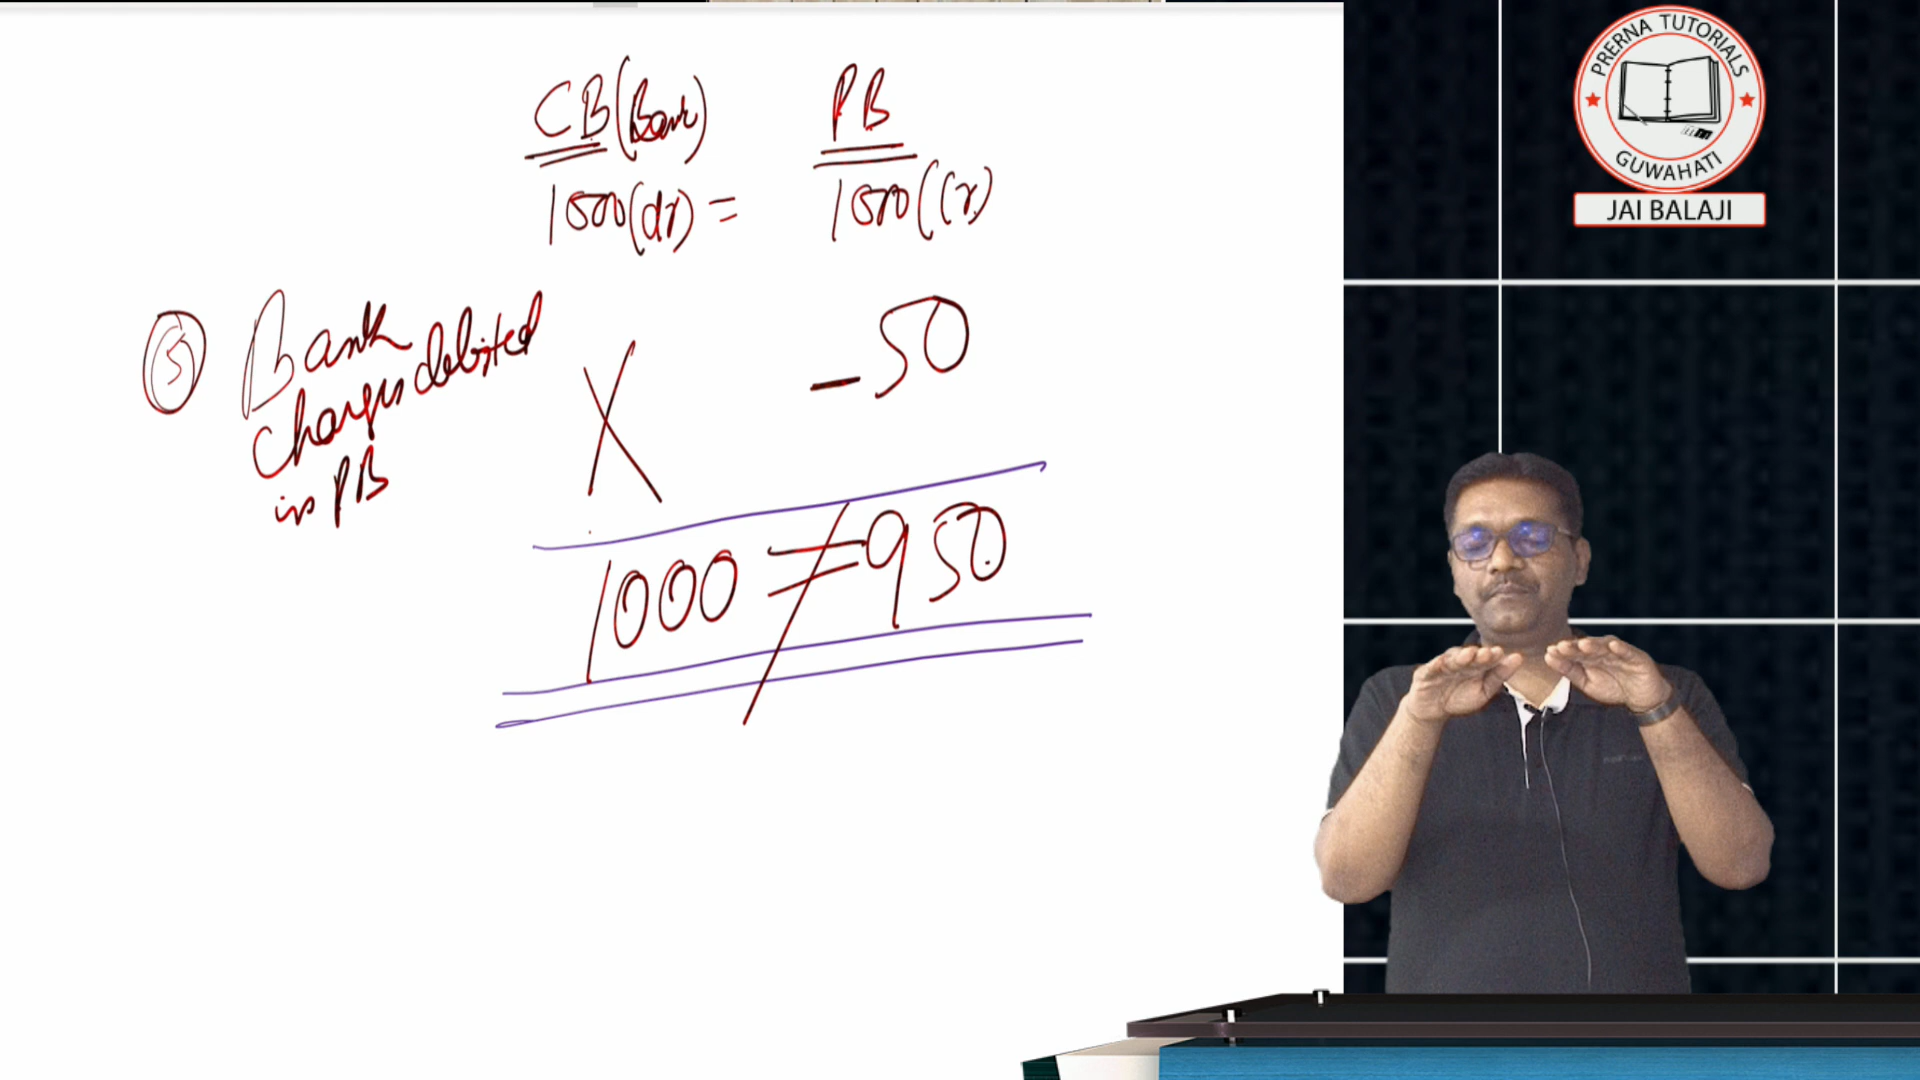 CB (Bank) PB
1000 (dr) = 1000 (Cr)
5 Bank
charges debited
in PB
X - 50
1000 ≠ 950
PRERNA TUTORIALS
GUWAHATI
JAI BALAJI